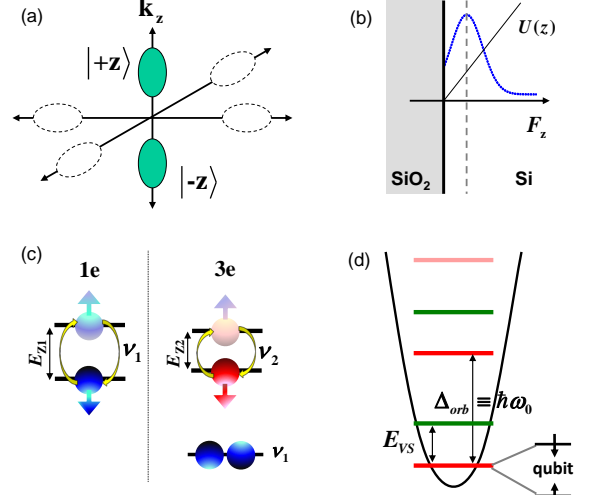 (a)
k_z
|+z⟩
|-z⟩
(b)
U(z)
F_z
SiO₂
Si
(c)
1e
3e
E_Z1
ν₁
E_Z2
ν₂
ν₁
(d)
Δ_orb ≡ ħω₀
E_VS
qubit